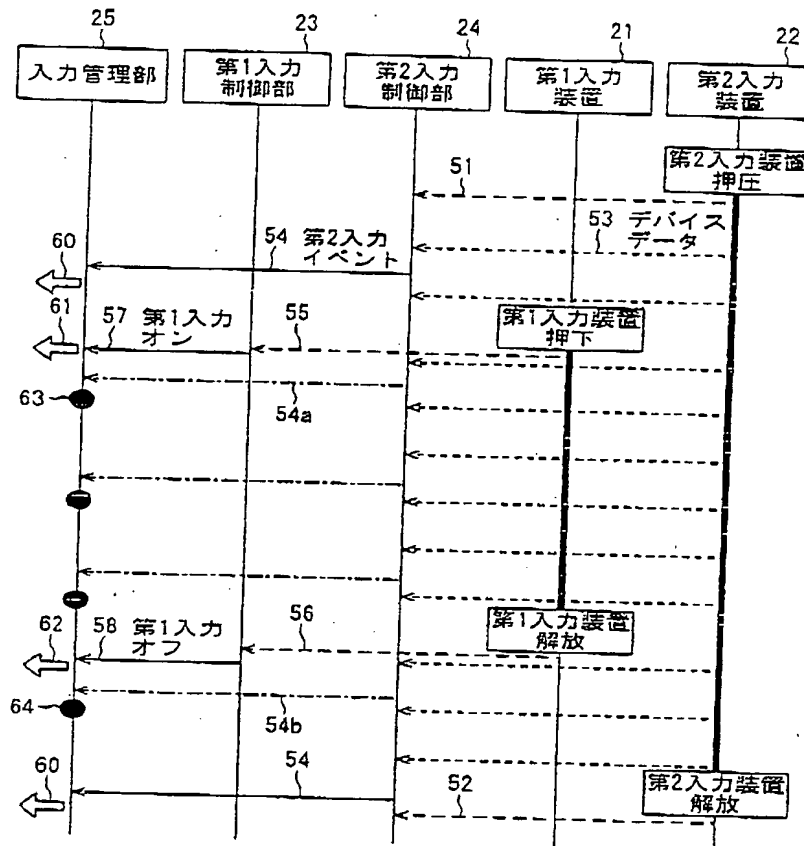 25
23
24
21
22
入力管理部
第1入力
制御部
第2入力
制御部
第1入力
装置
第2入力
装置
第2入力装置
押圧
51
53 デバイス
データ
54 第2入力
イベント
60
61
57 第1入力
オン
55
第1入力装置
押下
54a
63
第1入力装置
解放
62
58 第1入力
オフ
56
64
54b
第2入力装置
解放
60
54
52